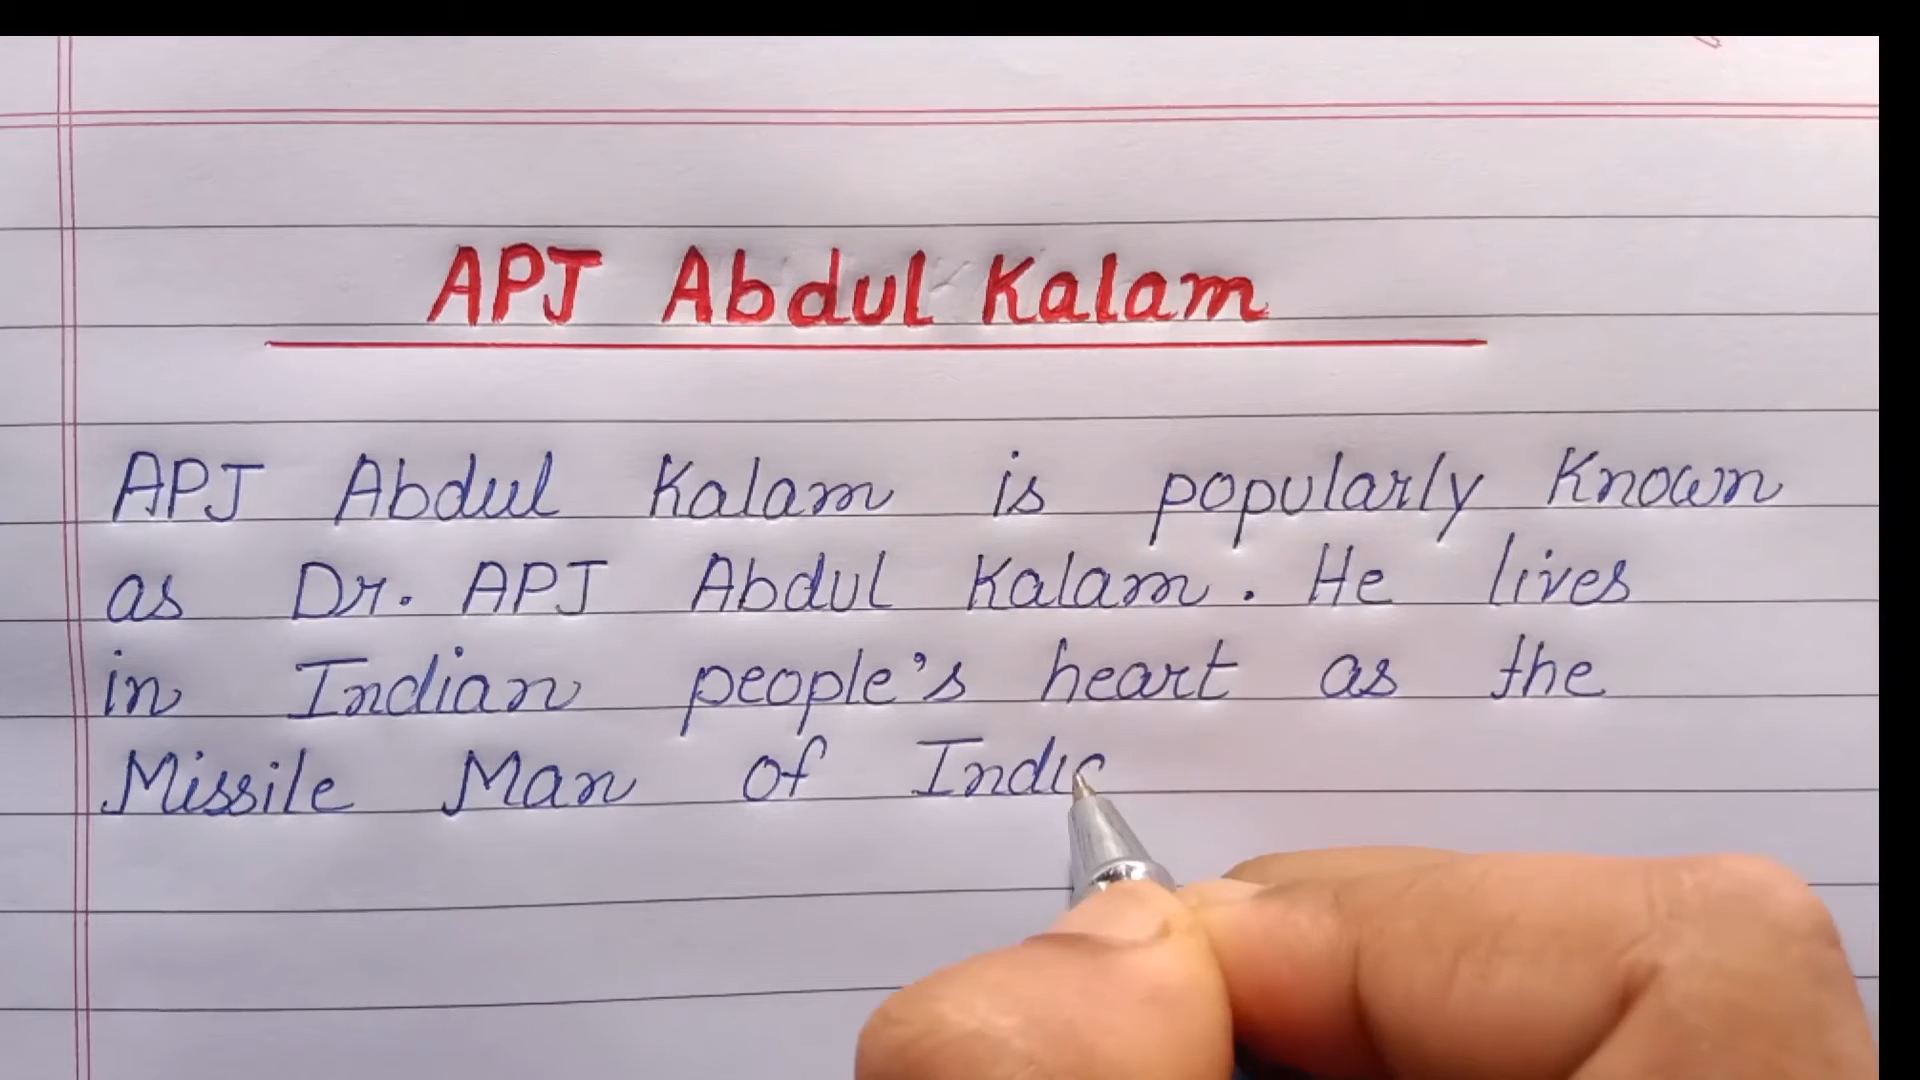 APJ Abdul Kalam
APJ Abdul Kalam is popularly Known
as Dr. APJ Abdul Kalam. He lives
in Indian people's heart as the
Missile Man of Indi